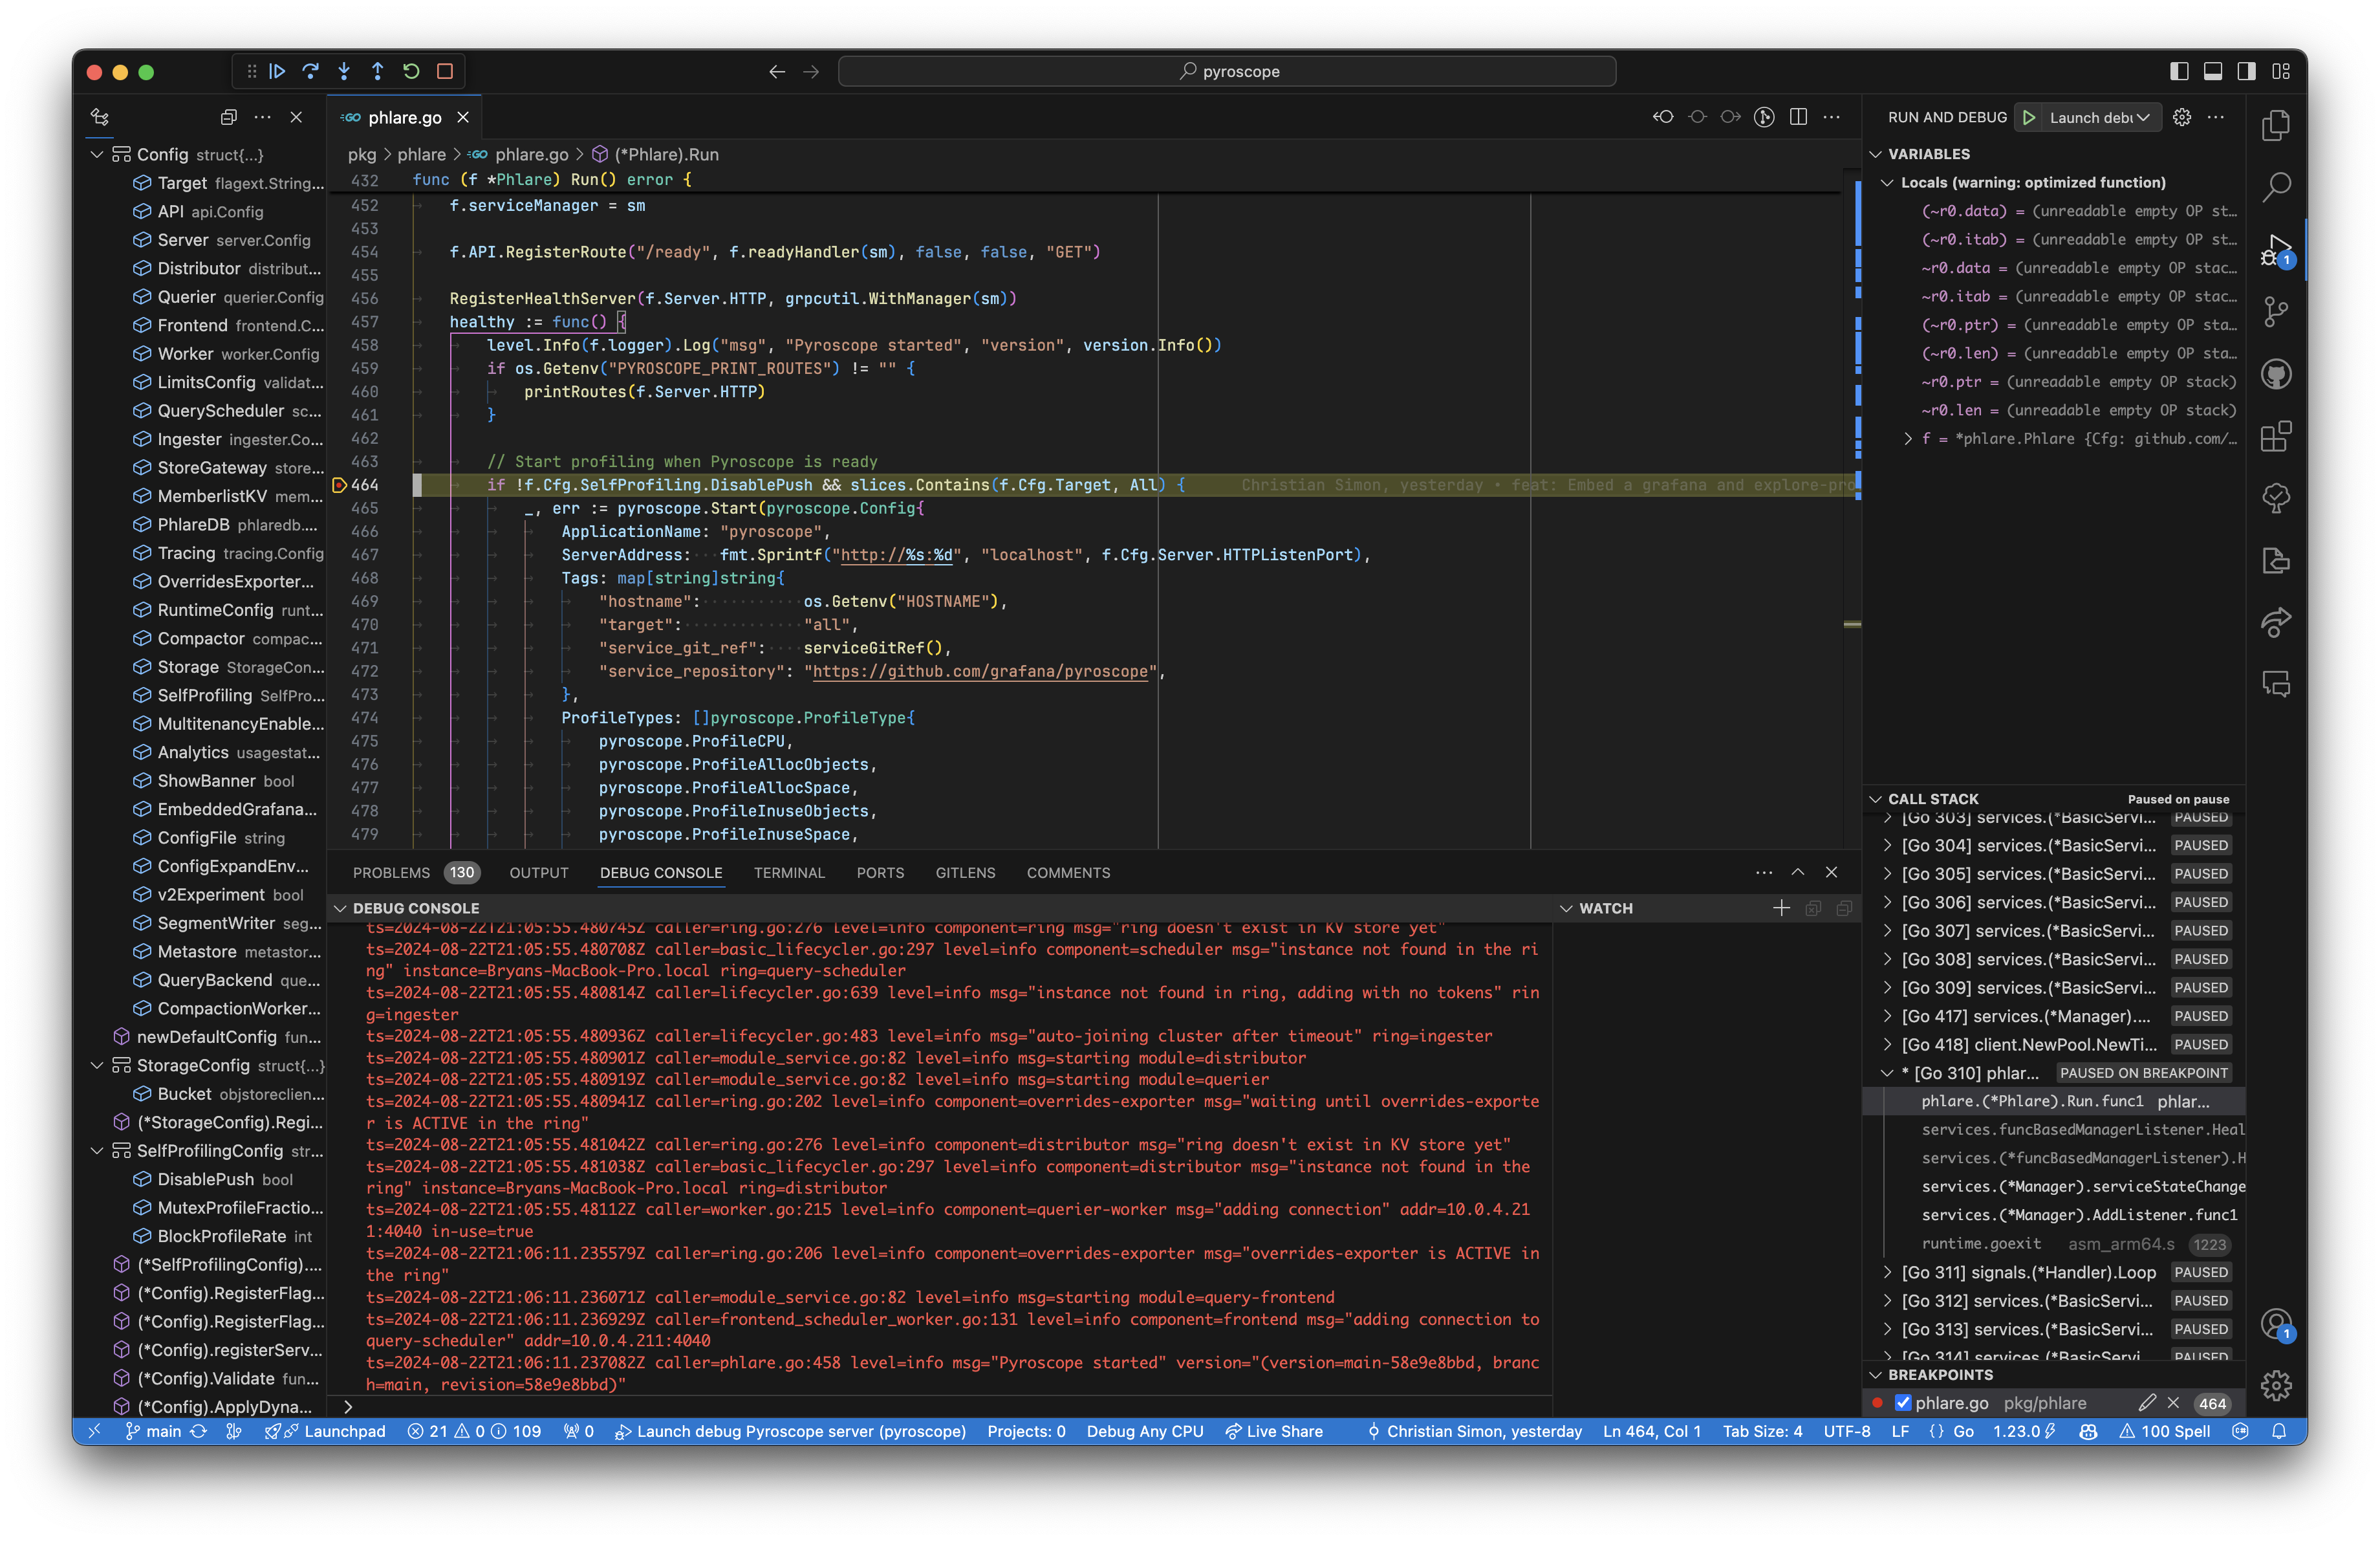 pyroscope
Config struct{...}
Target flagext.String...
API api.Config
Server server.Config
Distributor distribut...
Querier querier.Config
Frontend frontend.C...
Worker worker.Config
LimitsConfig validat...
QueryScheduler sc...
Ingester ingester.Co...
StoreGateway store...
MemberlistKV mem...
PhlareDB phlaredb....
Tracing tracing.Config
OverridesExporter...
RuntimeConfig runt...
Compactor compac...
Storage StorageCon...
SelfProfiling SelfPro...
MultitenancyEnable...
Analytics usagestat...
ShowBanner bool
EmbeddedGrafana...
ConfigFile string
ConfigExpandEnv...
v2Experiment bool
SegmentWriter seg...
Metastore metastor...
QueryBackend que...
CompactionWorker...
newDefaultConfig fun...
StorageConfig struct{...}
Bucket objstoreclien...
(*StorageConfig).Regi...
SelfProfilingConfig str...
DisablePush bool
MutexProfileFractio...
BlockProfileRate int
(*SelfProfilingConfig)....
(*Config).RegisterFlag...
(*Config).RegisterFlag...
(*Config).registerServ...
(*Config).Validate fun...
(*Config).ApplyDyna...
GO phlare.go
pkg > phlare > GO phlare.go > (*Phlare).Run
432 func (f *Phlare) Run() error {
452 f.serviceManager = sm
453
454 f.API.RegisterRoute("/ready", f.readyHandler(sm), false, false, "GET")
455
456 RegisterHealthServer(f.Server.HTTP, grpcutil.WithManager(sm))
457 healthy := func() {
458 level.Info(f.logger).Log("msg", "Pyroscope started", "version", version.Info())
459 if os.Getenv("PYROSCOPE_PRINT_ROUTES") != "" {
460 printRoutes(f.Server.HTTP)
461 }
462
463 // Start profiling when Pyroscope is ready
464 if !f.Cfg.SelfProfiling.DisablePush && slices.Contains(f.Cfg.Target, All) { Christian Simon, yesterday • feat: Embed a grafana and explore-pro
465 _, err := pyroscope.Start(pyroscope.Config{
466 ApplicationName: "pyroscope",
467 ServerAddress: fmt.Sprintf("http://%s:%d", "localhost", f.Cfg.Server.HTTPListenPort),
468 Tags: map[string]string{
469 "hostname": os.Getenv("HOSTNAME"),
470 "target": "all",
471 "service_git_ref": serviceGitRef(),
472 "service_repository": "https://github.com/grafana/pyroscope",
473 },
474 ProfileTypes: []pyroscope.ProfileType{
475 pyroscope.ProfileCPU,
476 pyroscope.ProfileAllocObjects,
477 pyroscope.ProfileAllocSpace,
478 pyroscope.ProfileInuseObjects,
479 pyroscope.ProfileInuseSpace,
PROBLEMS 130 OUTPUT DEBUG CONSOLE TERMINAL PORTS GITLENS COMMENTS
DEBUG CONSOLE
ts=2024-08-22T21:05:55.480745Z caller=ring.go:276 level=info component=ring msg="ring doesn't exist in KV store yet"
ts=2024-08-22T21:05:55.480708Z caller=basic_lifecycler.go:297 level=info component=scheduler msg="instance not found in the ri
ng" instance=Bryans-MacBook-Pro.local ring=query-scheduler
ts=2024-08-22T21:05:55.480814Z caller=lifecycler.go:639 level=info msg="instance not found in ring, adding with no tokens" rin
g=ingester
ts=2024-08-22T21:05:55.480936Z caller=lifecycler.go:483 level=info msg="auto-joining cluster after timeout" ring=ingester
ts=2024-08-22T21:05:55.480901Z caller=module_service.go:82 level=info msg=starting module=distributor
ts=2024-08-22T21:05:55.480919Z caller=module_service.go:82 level=info msg=starting module=querier
ts=2024-08-22T21:05:55.480941Z caller=ring.go:202 level=info component=overrides-exporter msg="waiting until overrides-exporte
r is ACTIVE in the ring"
ts=2024-08-22T21:05:55.481042Z caller=ring.go:276 level=info component=distributor msg="ring doesn't exist in KV store yet"
ts=2024-08-22T21:05:55.481038Z caller=basic_lifecycler.go:297 level=info component=distributor msg="instance not found in the
ring" instance=Bryans-MacBook-Pro.local ring=distributor
ts=2024-08-22T21:05:55.48112Z caller=worker.go:215 level=info component=querier-worker msg="adding connection" addr=10.0.4.21
1:4040 in-use=true
ts=2024-08-22T21:06:11.235579Z caller=ring.go:206 level=info component=overrides-exporter msg="overrides-exporter is ACTIVE in
the ring"
ts=2024-08-22T21:06:11.236071Z caller=module_service.go:82 level=info msg=starting module=query-frontend
ts=2024-08-22T21:06:11.236929Z caller=frontend_scheduler_worker.go:131 level=info component=frontend msg="adding connection to
query-scheduler" addr=10.0.4.211:4040
ts=2024-08-22T21:06:11.237082Z caller=phlare.go:458 level=info msg="Pyroscope started" version="(version=main-58e9e8bbd, branc
h=main, revision=58e9e8bbd)"
WATCH
RUN AND DEBUG Launch debu
VARIABLES
Locals (warning: optimized function)
(~r0.data) = (unreadable empty OP st...
(~r0.itab) = (unreadable empty OP st...
~r0.data = (unreadable empty OP stac...
~r0.itab = (unreadable empty OP stac...
(~r0.ptr) = (unreadable empty OP sta...
(~r0.len) = (unreadable empty OP sta...
~r0.ptr = (unreadable empty OP stack)
~r0.len = (unreadable empty OP stack)
f = *phlare.Phlare {Cfg: github.com/...
CALL STACK Paused on pause
[Go 303] services.(*BasicServi... PAUSED
[Go 304] services.(*BasicServi... PAUSED
[Go 305] services.(*BasicServi... PAUSED
[Go 306] services.(*BasicServi... PAUSED
[Go 307] services.(*BasicServi... PAUSED
[Go 308] services.(*BasicServi... PAUSED
[Go 309] services.(*BasicServi... PAUSED
[Go 417] services.(*Manager).... PAUSED
[Go 418] client.NewPool.NewTi... PAUSED
* [Go 310] phlar... PAUSED ON BREAKPOINT
phlare.(*Phlare).Run.func1 phlar...
services.funcBasedManagerListener.Heal
services.(*funcBasedManagerListener).H
services.(*Manager).serviceStateChange
services.(*Manager).AddListener.func1
runtime.goexit asm_arm64.s 1223
[Go 311] signals.(*Handler).Loop PAUSED
[Go 312] services.(*BasicServi... PAUSED
[Go 313] services.(*BasicServi... PAUSED
[Go 314] services.(*BasicServi... PAUSED
BREAKPOINTS
phlare.go pkg/phlare 464
1
1
main Launchpad 21 0 109 0 Launch debug Pyroscope server (pyroscope) Projects: 0 Debug Any CPU Live Share Christian Simon, yesterday Ln 464, Col 1 Tab Size: 4 UTF-8 LF {} Go 1.23.0 100 Spell